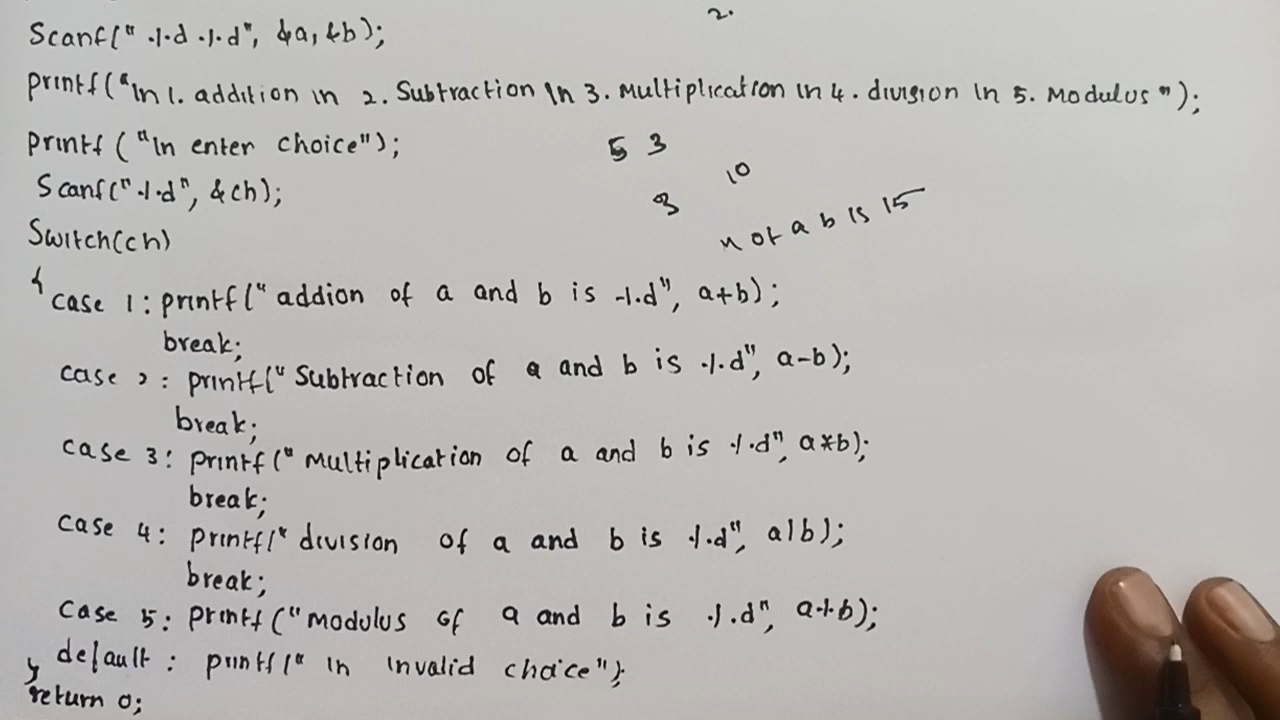 2.
Scanf("%d %d", &a, &b);
printf("\n 1. addition \n 2. Subtraction \n 3. Multiplication \n 4. division \n 5. Modulus");
printf ("\n enter choice");
5 3
Scanf("%d", &ch);
3
10
Switch(ch)
n of a b is 15
{
case 1: printf(" addion of a and b is %d", a+b);
break;
case 2: printf(" Subtraction of a and b is %d", a-b);
break;
case 3: printf(" Multiplication of a and b is %d", a*b);
break;
case 4: printf(" division of a and b is %d", a/b);
break;
case 5: printf("modulus of a and b is %d", a%b);
default: printf("\n invalid choice");
}
return 0;